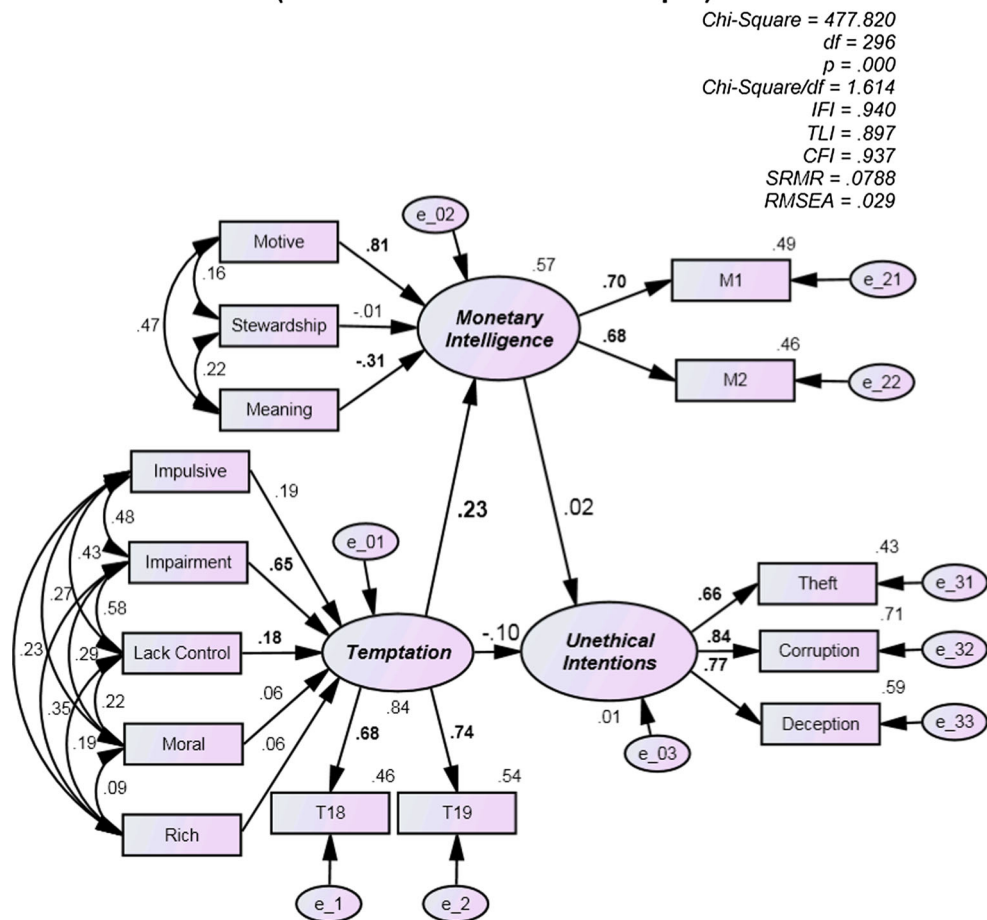 Chi-Square = 477.820
df = 296
p = .000
Chi-Square/df = 1.614
IFI = .940
TLI = .897
CFI = .937
SRMR = .0788
RMSEA = .029
e_02
Motive
.81
.57
.49
.16
.70
M1
e_21
.47
Stewardship
-.01
Monetary
Intelligence
.22
-.31
.68
.46
M2
e_22
Meaning
Impulsive
.19
.48
.23
.02
.43
Impairment
.65
e_01
.43
Theft
e_31
.27
.58
.66
.71
.23
.29
Lack Control
.18
Temptation
-.10
Unethical
Intentions
.84
Corruption
e_32
.77
.35
.22
.06
.84
.59
.19
Moral
.06
.68
.74
.01
Deception
e_33
e_03
.09
.46
.54
Rich
T18
T19
e_1
e_2